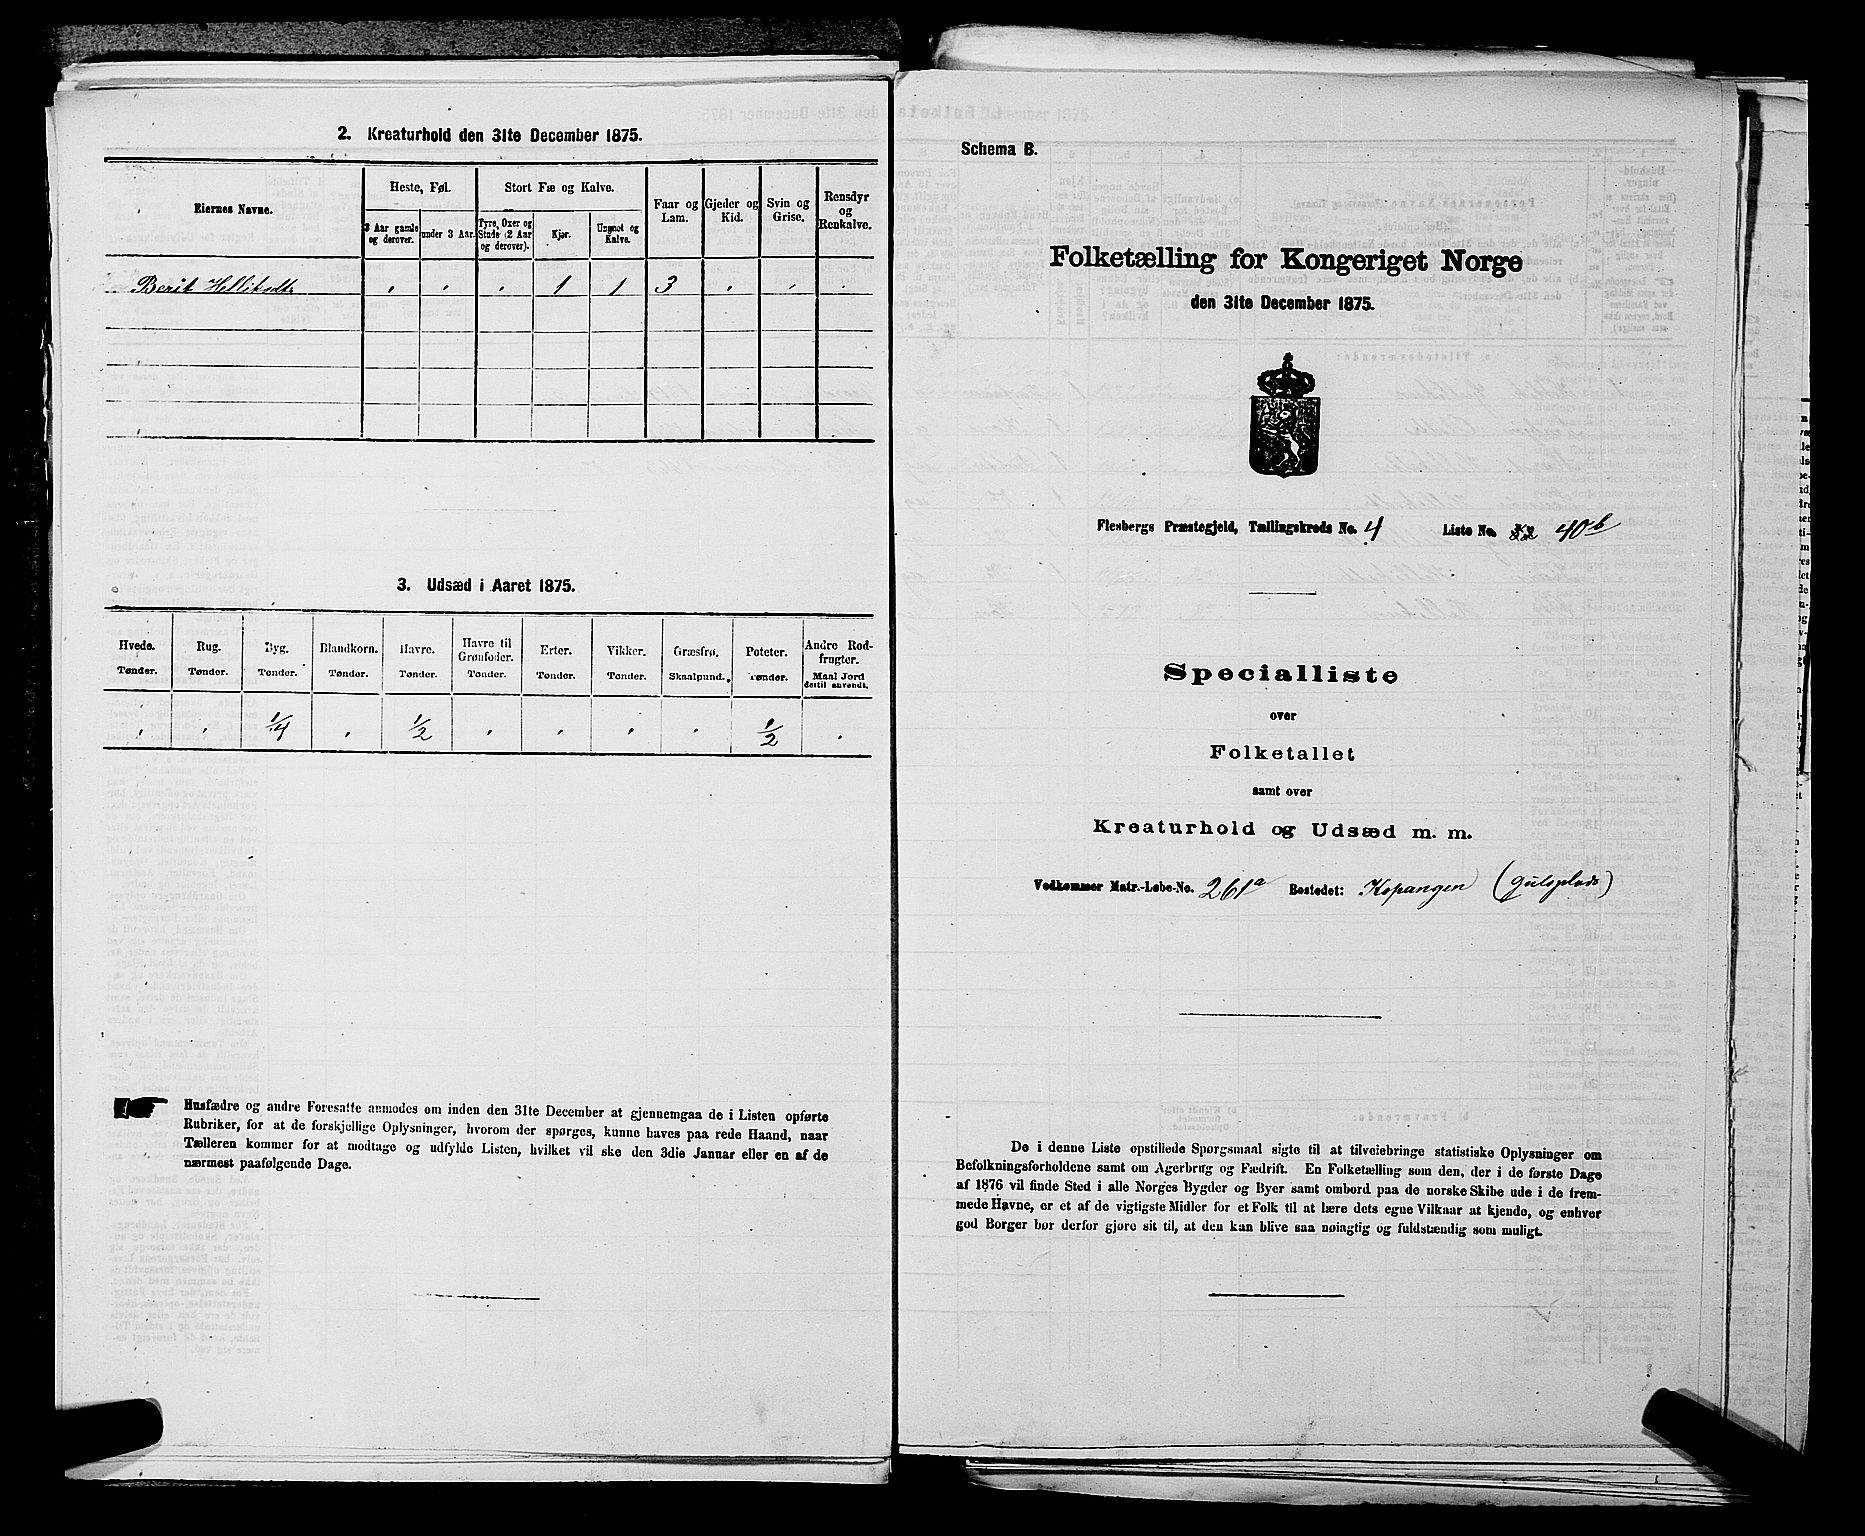 2. Kreaturhold den 31te December 1875.
Eiernes Navne.
Heste, Føl.
Stort Fæ og Kalve.
Faar og Lam.
Gjeder og Kid.
Svin og Grise.
Rensdyr og Renkalve.
3 Aar gamle og derover.
under 3 Aar.
Tyre, Oxer og Stude (2 Aar og derover).
Kjør.
Ungnøt og Kalve.
Berit 1 1 3
3. Udsæd i Aaret 1875.
Hvede. Rug. Byg. Blandkorn. Havre. Havre til Grønfoder. Erter. Vikker. Græsfrø. Poteter. Andre Rodfrugter.
Tønder. Tønder. Tønder. Tønder. Tønder. Tønder. Tønder. Tønder. Skaalpund. Tønder. Maal Jord dertil anvendt.
1/4 1/2 1/2
Husfædre og andre Foresatte anmodes om inden den 31te December at gjennemgaa de i Listen opførte
Rubriker, for at de forskjellige Oplysninger, hvorom der spørges, kunne haves paa rede Haand, naar
Tælleren kommer for at modtage og udfylde Listen, hvilket vil ske den 3die Januar eller en af de
nærmest paafølgende Dage.
Schema B.
Folketælling for Kongeriget Norge
den 31te December 1875.
Flesbergs Præstegjeld, Tællingskreds No. 4 Liste No. 40b
Specialliste
over
Folketallet
samt over
Kreaturhold og Udsæd m. m.
Vedkommer Matr.-Løbe-No. 261a Bostedet: Kopangen (Gulsplads)
De i denne Liste opstillede Spørgsmaal sigte til at tilveiebringe statistiske Oplysninger om
Befolkningsforholdene samt om Agerbrug og Fædrift. En Folketælling som den, der i de første Dage
af 1876 vil finde Sted i alle Norges Bygder og Byer samt ombord paa de norske Skibe ude i de frem-
mede Havne, er et af de vigtigste Midler for et Folk til at lære dets egne Vilkaar at kjende, og enhver
god Borger bør derfor gjøre sit til, at den kan blive saa nøiagtig og fuldstændig som muligt.